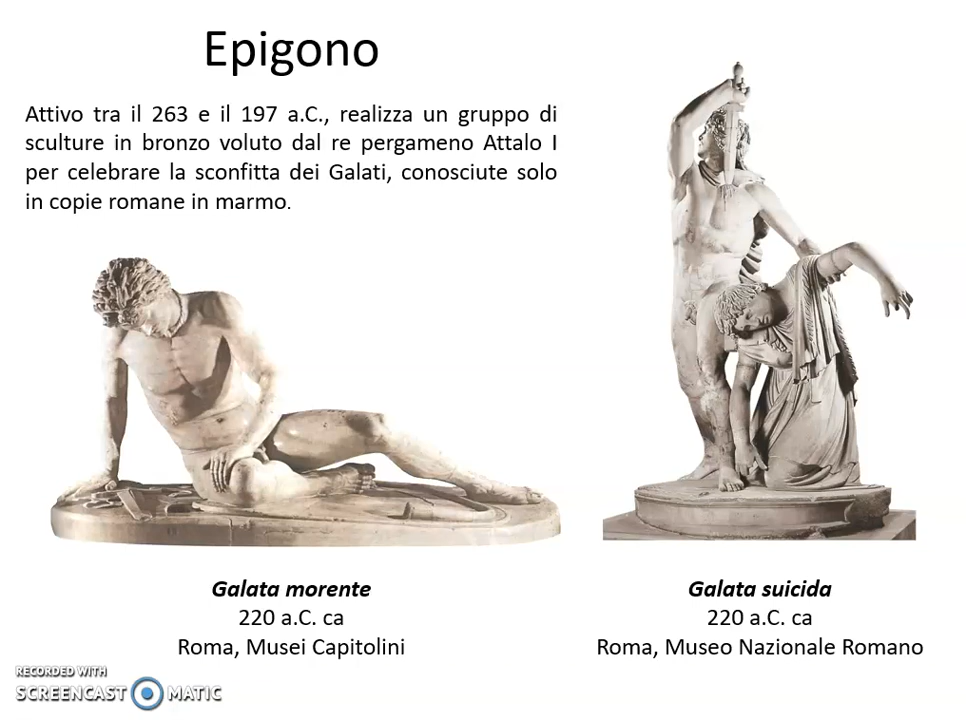 Epigono
Attivo tra il 263 e il 197 a.C., realizza un gruppo di
sculture in bronzo voluto dal re pergameno Attalo I
per celebrare la sconfitta dei Galati, conosciute solo
in copie romane in marmo.
Galata morente
220 a.C. ca
Roma, Musei Capitolini
Galata suicida
220 a.C. ca
Roma, Museo Nazionale Romano
RECORDED WITH
SCREENCAST MATIC